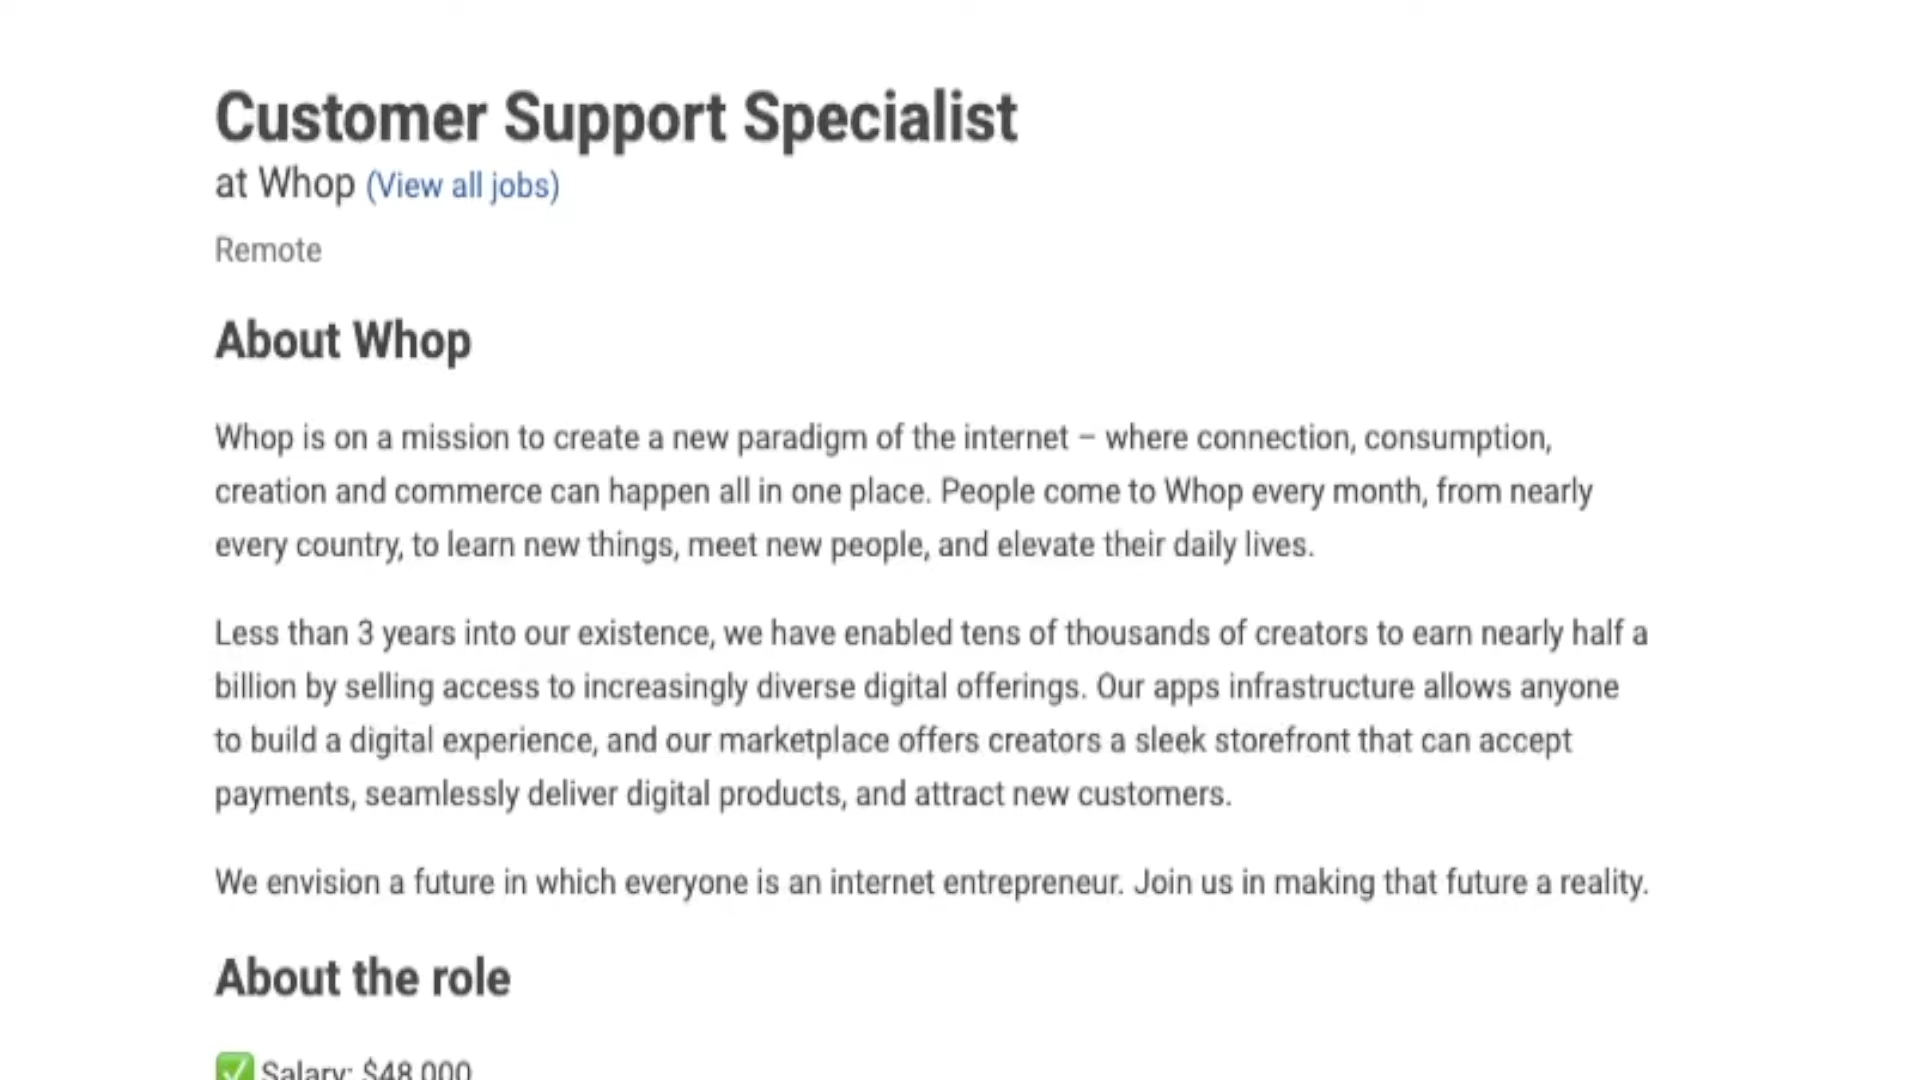 Customer Support Specialist
at Whop (View all jobs)
Remote
About Whop
Whop is on a mission to create a new paradigm of the internet – where connection, consumption,
creation and commerce can happen all in one place. People come to Whop every month, from nearly
every country, to learn new things, meet new people, and elevate their daily lives.
Less than 3 years into our existence, we have enabled tens of thousands of creators to earn nearly half a
billion by selling access to increasingly diverse digital offerings. Our apps infrastructure allows anyone
to build a digital experience, and our marketplace offers creators a sleek storefront that can accept
payments, seamlessly deliver digital products, and attract new customers.
We envision a future in which everyone is an internet entrepreneur. Join us in making that future a reality.
About the role
✅ Salary: $48,000